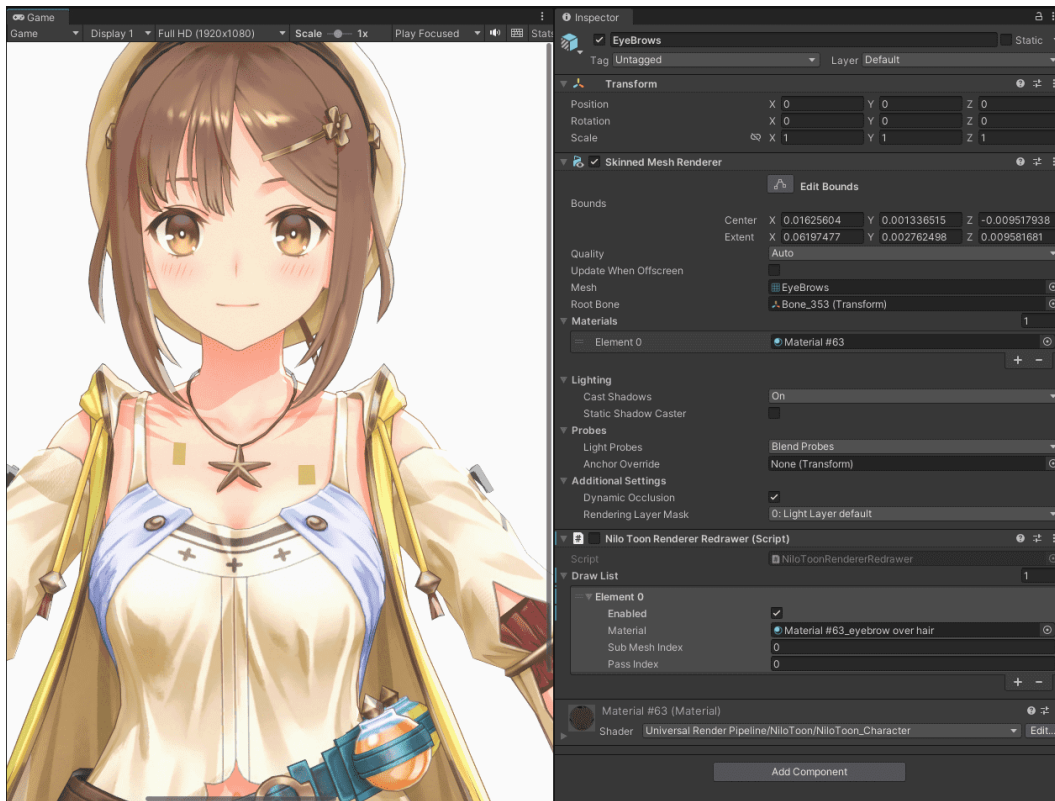 Game
Game Display 1 Full HD (1920x1080) Scale 1x Play Focused Stats
Inspector
EyeBrows Static
Tag Untagged Layer Default
Transform
Position X 0 Y 0 Z 0
Rotation X 0 Y 0 Z 0
Scale X 1 Y 1 Z 1
Skinned Mesh Renderer
Edit Bounds
Bounds
Center X 0.01625604 Y 0.001336515 Z -0.009517938
Extent X 0.06197477 Y 0.002762498 Z 0.009581681
Quality Auto
Update When Offscreen
Mesh EyeBrows
Root Bone Bone_353 (Transform)
Materials 1
Element 0 Material #63
+ −
Lighting
Cast Shadows On
Static Shadow Caster
Probes
Light Probes Blend Probes
Anchor Override None (Transform)
Additional Settings
Dynamic Occlusion
Rendering Layer Mask 0: Light Layer default
# Nilo Toon Renderer Redrawer (Script)
Script NiloToonRendererRedrawer
Draw List 1
Element 0
Enabled
Material Material #63_eyebrow over hair
Sub Mesh Index 0
Pass Index 0
+ −
Material #63 (Material)
Shader Universal Render Pipeline/NiloToon/NiloToon_Character Edit...
Add Component